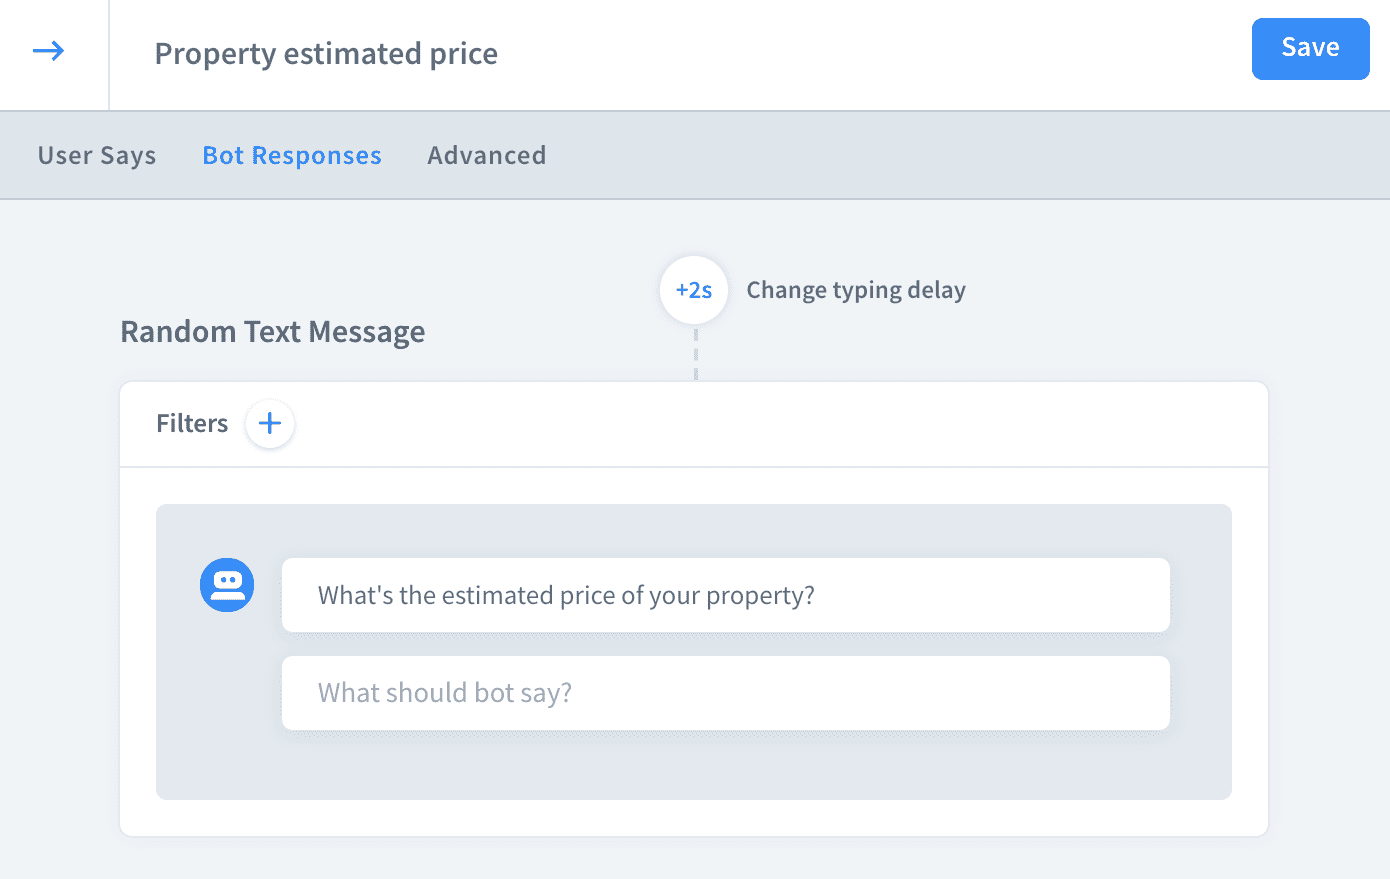 Property estimated price
Save
User Says
Bot Responses
Advanced
+2s
Change typing delay
Random Text Message
Filters
What's the estimated price of your property?
What should bot say?